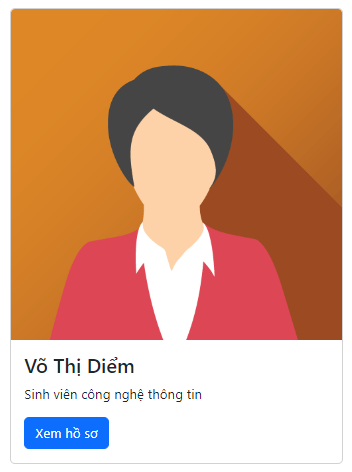 Võ Thị Diểm
Sinh viên công nghệ thông tin
Xem hồ sơ